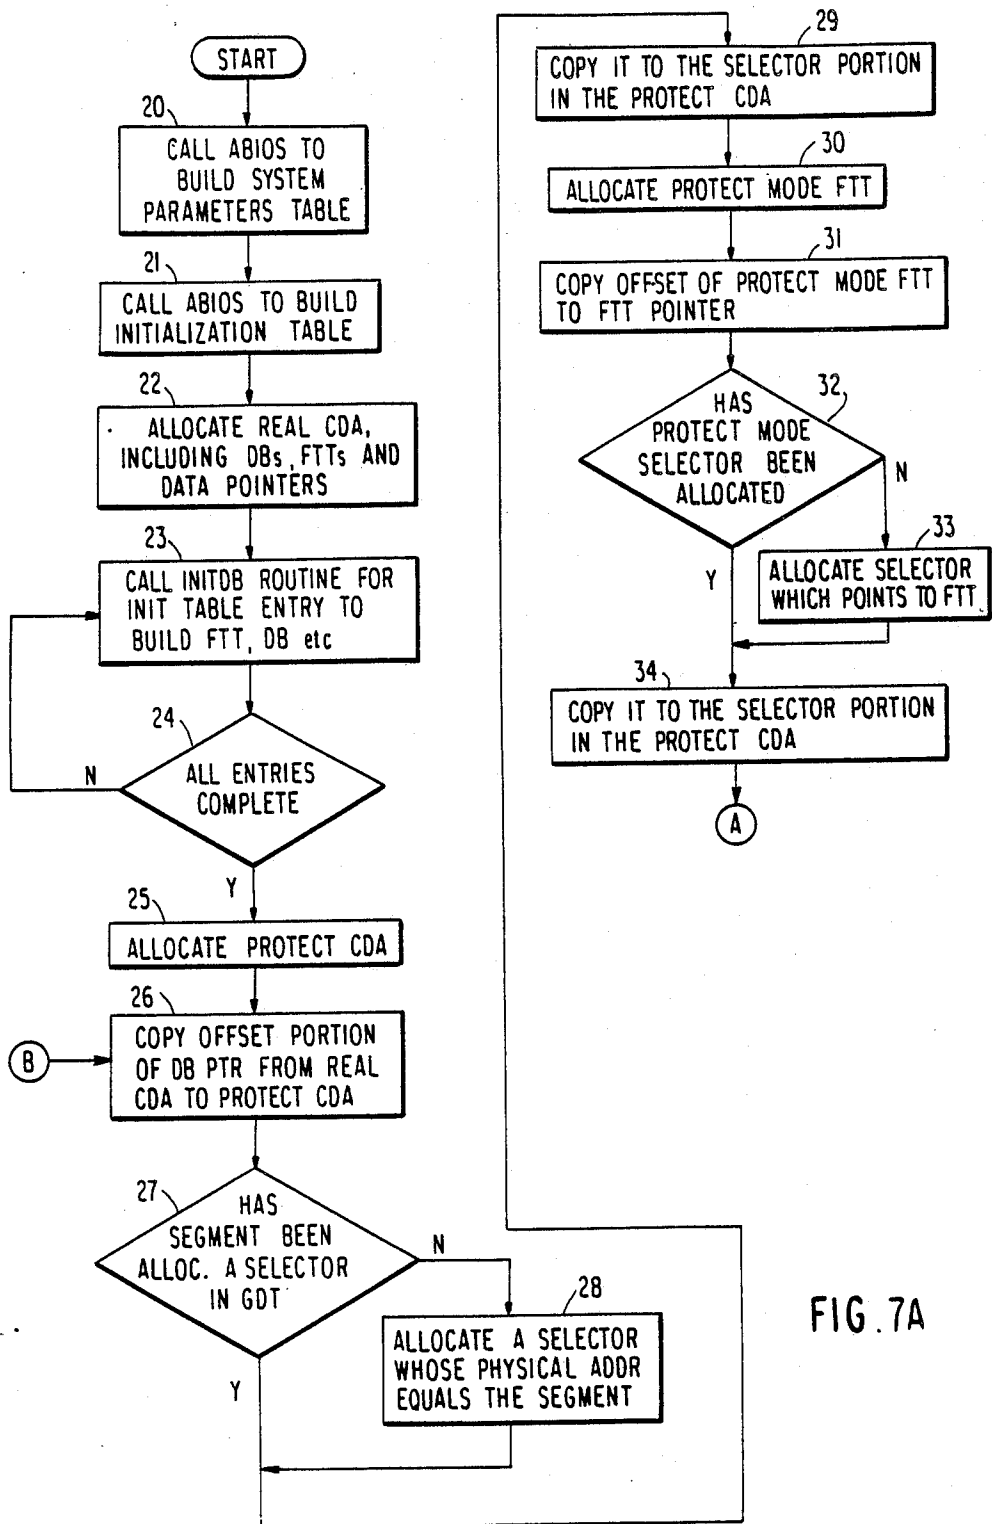 START
20
CALL ABIOS TO
BUILD SYSTEM
PARAMETERS TABLE
21
CALL ABIOS TO BUILD
INITIALIZATION TABLE
22
ALLOCATE REAL CDA,
INCLUDING DBs, FTTs AND
DATA POINTERS
23
CALL INITDB ROUTINE FOR
INIT TABLE ENTRY TO
BUILD FTT, DB etc
24
ALL ENTRIES
COMPLETE
N
Y
25
ALLOCATE PROTECT CDA
26
COPY OFFSET PORTION
OF DB PTR FROM REAL
CDA TO PROTECT CDA
B
27
HAS
SEGMENT BEEN
ALLOC. A SELECTOR
IN GDT
N
Y
28
ALLOCATE A SELECTOR
WHOSE PHYSICAL ADDR
EQUALS THE SEGMENT
29
COPY IT TO THE SELECTOR PORTION
IN THE PROTECT CDA
30
ALLOCATE PROTECT MODE FTT
31
COPY OFFSET OF PROTECT MODE FTT
TO FTT POINTER
32
HAS
PROTECT MODE
SELECTOR BEEN
ALLOCATED
N
Y
33
ALLOCATE SELECTOR
WHICH POINTS TO FTT
34
COPY IT TO THE SELECTOR PORTION
IN THE PROTECT CDA
A
FIG. 7A